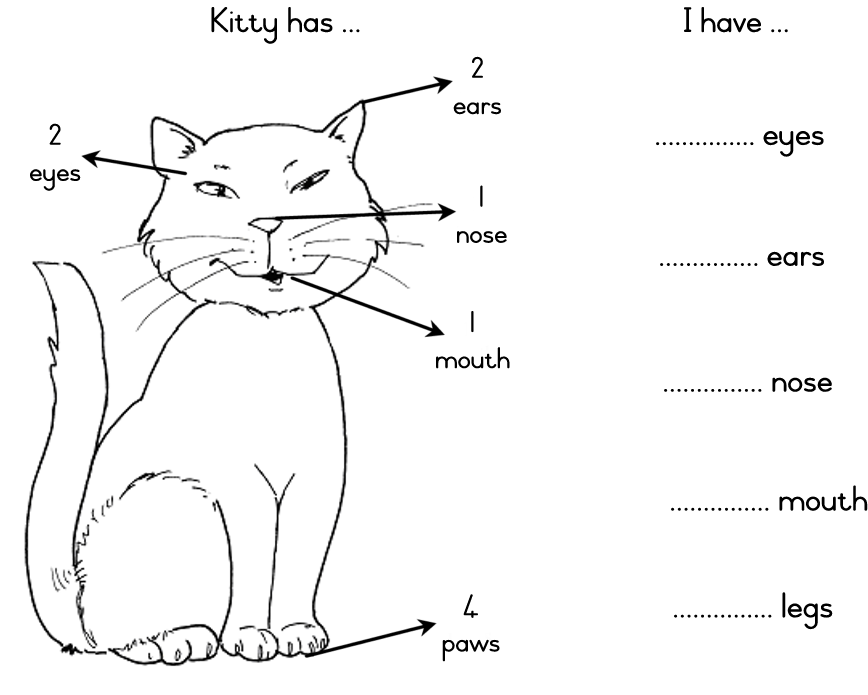 Kitty has ...
2
ears
2
eyes
1
nose
1
mouth
4
paws
I have ...
............... eyes
............... ears
............... nose
............... mouth
............... legs